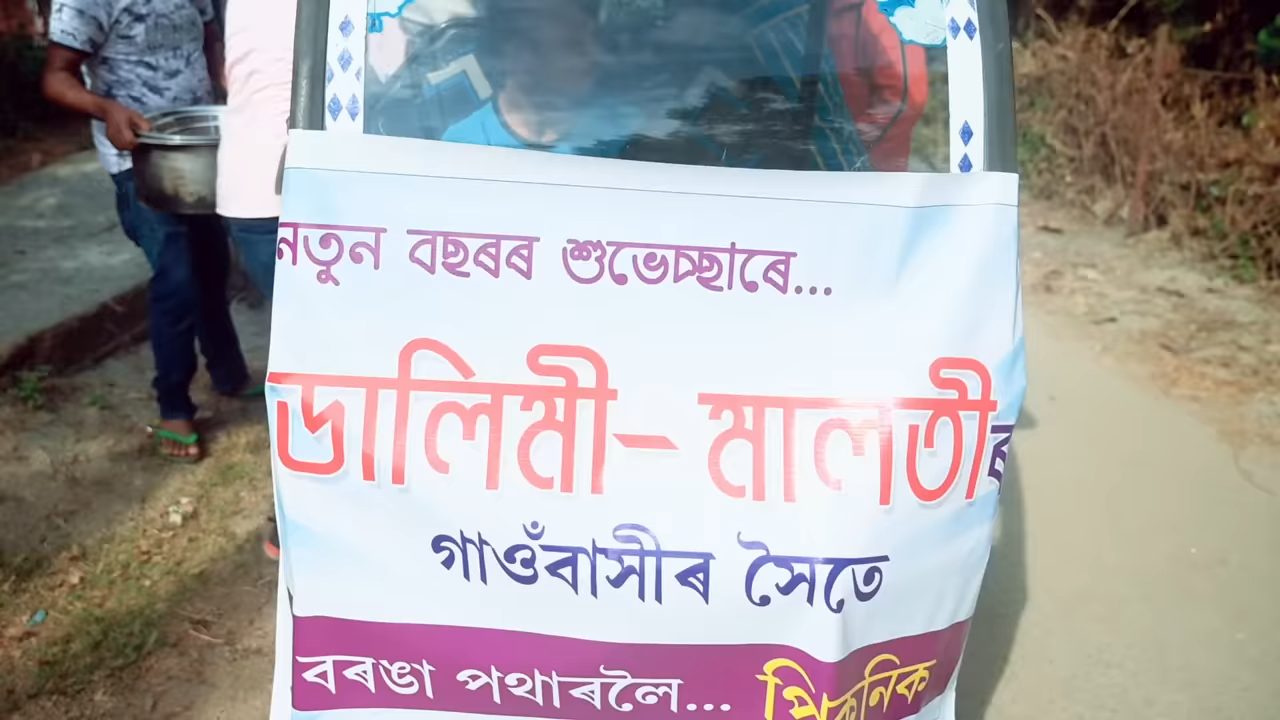 নতুন বছৰৰ শুভেচ্ছাৰে...
ডালিমী- মালতীৰ
গাওঁবাসীৰ সৈতে
বৰঙা পথাৰলৈ... পিকনিক